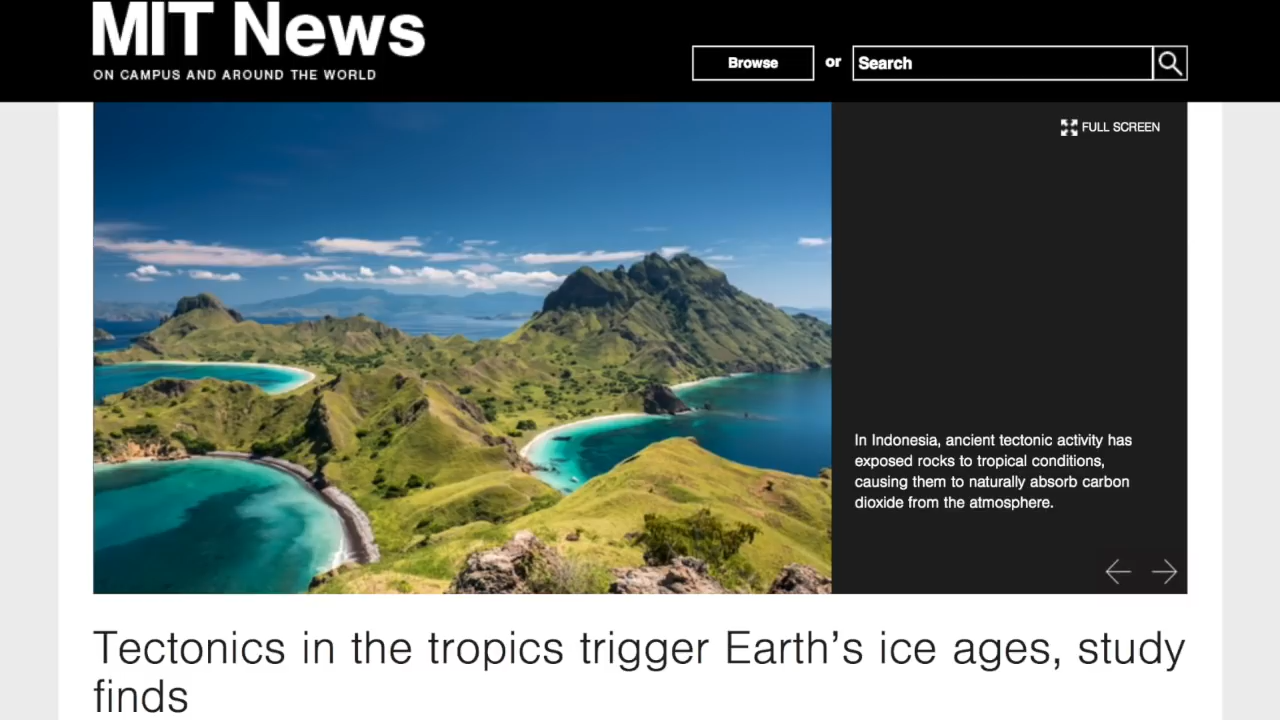 MIT News
ON CAMPUS AND AROUND THE WORLD
Browse or Search
FULL SCREEN
In Indonesia, ancient tectonic activity has
exposed rocks to tropical conditions,
causing them to naturally absorb carbon
dioxide from the atmosphere.
Tectonics in the tropics trigger Earth’s ice ages, study
finds